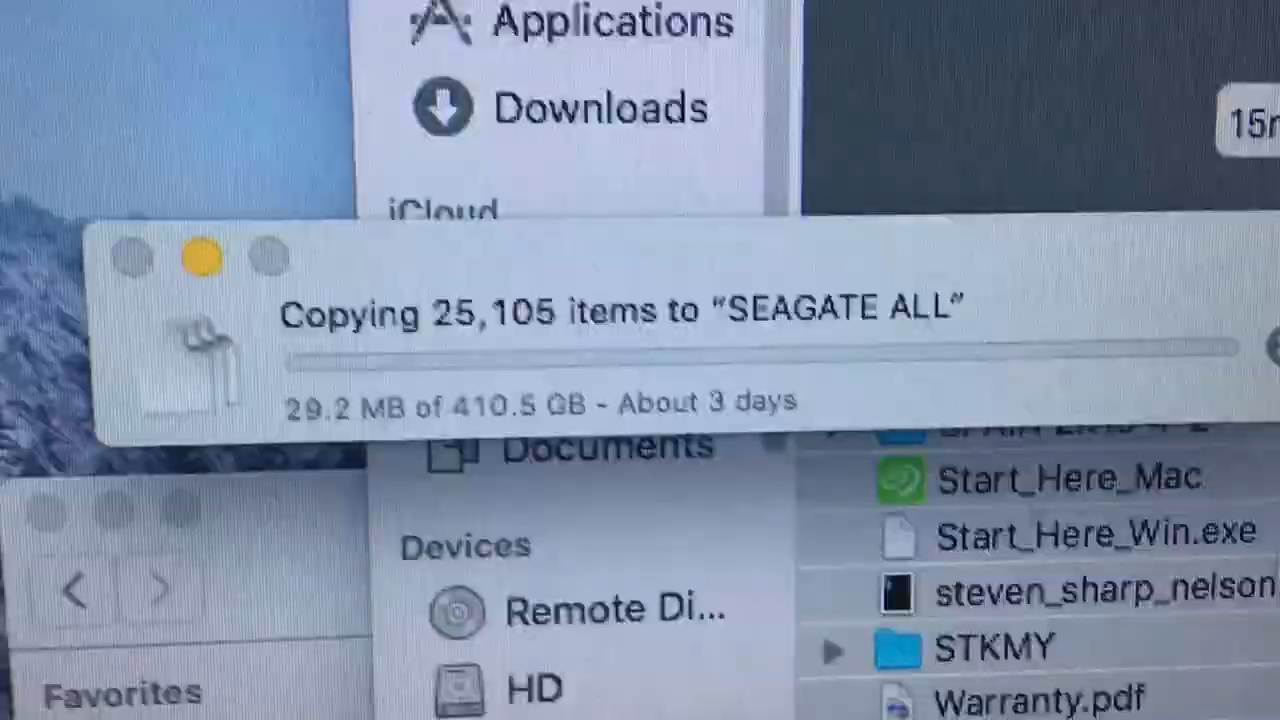 Applications
Downloads
15
iCloud
Copying 25,105 items to “SEAGATE ALL”
29.2 MB of 410.5 GB - About 3 days
Documents
Start_Here_Mac
Devices
Start_Here_Win.exe
Remote Di...
steven_sharp_nelson
STKMY
HD
Warranty.pdf
Favorites